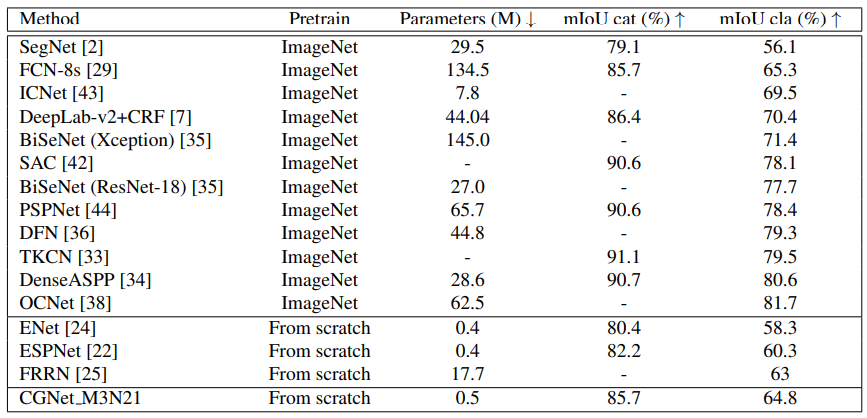 Method Pretrain Parameters (M) ↓ mIoU cat (%) ↑ mIoU cla (%) ↑
SegNet [2] ImageNet 29.5 79.1 56.1
FCN-8s [29] ImageNet 134.5 85.7 65.3
ICNet [43] ImageNet 7.8 - 69.5
DeepLab-v2+CRF [7] ImageNet 44.04 86.4 70.4
BiSeNet (Xception) [35] ImageNet 145.0 - 71.4
SAC [42] ImageNet - 90.6 78.1
BiSeNet (ResNet-18) [35] ImageNet 27.0 - 77.7
PSPNet [44] ImageNet 65.7 90.6 78.4
DFN [36] ImageNet 44.8 - 79.3
TKCN [33] ImageNet - 91.1 79.5
DenseASPP [34] ImageNet 28.6 90.7 80.6
OCNet [38] ImageNet 62.5 - 81.7
ENet [24] From scratch 0.4 80.4 58.3
ESPNet [22] From scratch 0.4 82.2 60.3
FRRN [25] From scratch 17.7 - 63
CGNet_M3N21 From scratch 0.5 85.7 64.8